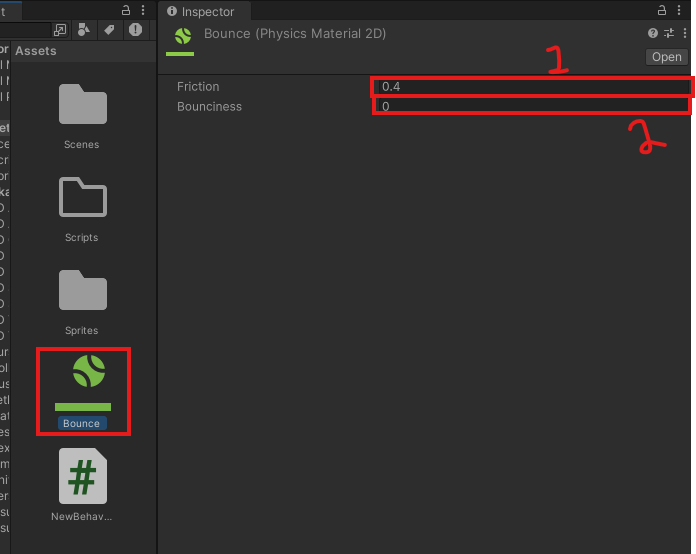 t
Inspector
Bounce (Physics Material 2D)
Open
Assets
Friction
0.4
1
Bounciness
0
2
Scenes
Scripts
Sprites
Bounce
#
NewBehav...